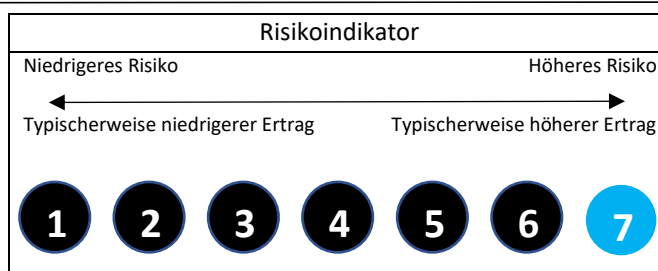 Risikoindikator
Niedrigeres Risiko Höheres Risiko
Typischerweise niedrigerer Ertrag Typischerweise höherer Ertrag
1 2 3 4 5 6 7